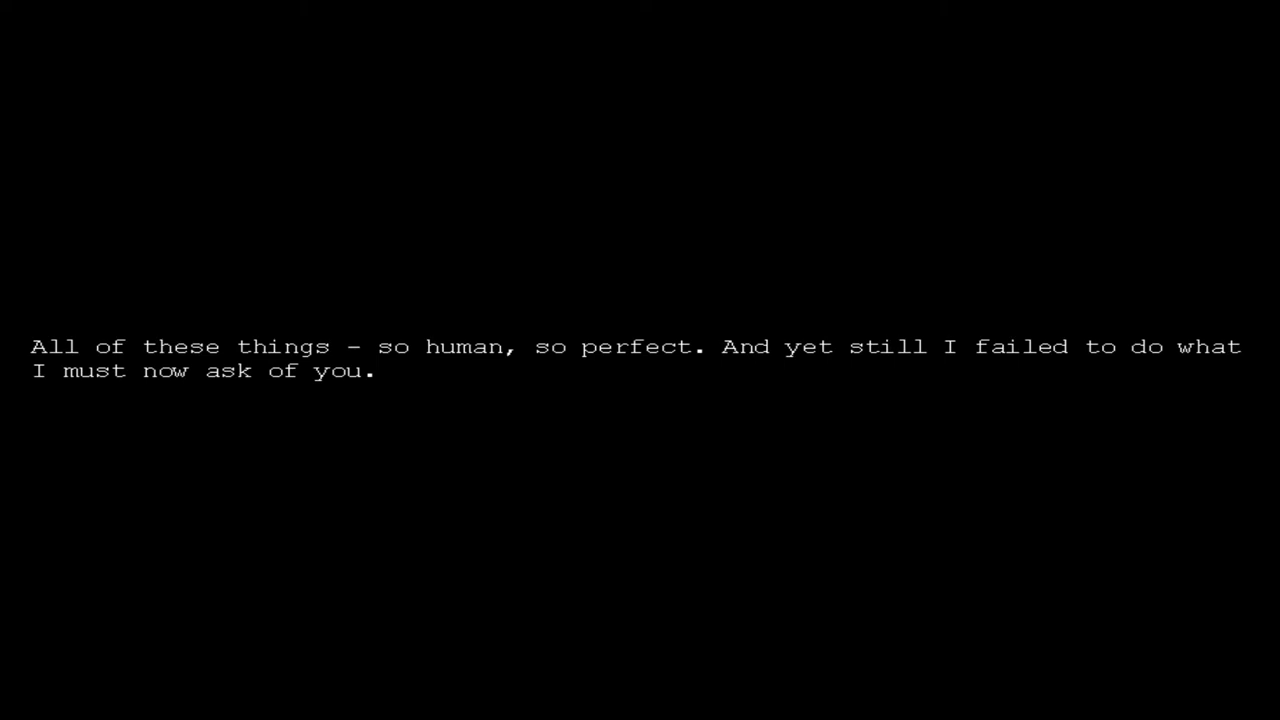 All of these things - so human, so perfect. And yet still I failed to do what
I must now ask of you.